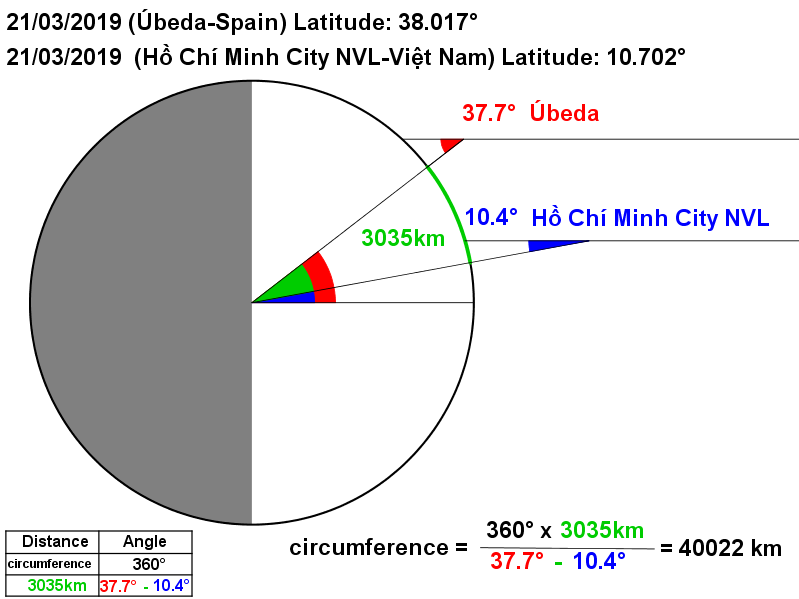 21/03/2019 (Úbeda-Spain) Latitude: 38.017°
21/03/2019 (Hồ Chí Minh City NVL-Việt Nam) Latitude: 10.702°
37.7° Úbeda
10.4° Hồ Chí Minh City NVL
3035km
360° x 3035km
circumference = = 40022 km
37.7° - 10.4°
Distance Angle
circumference 360°
3035km 37.7° - 10.4°